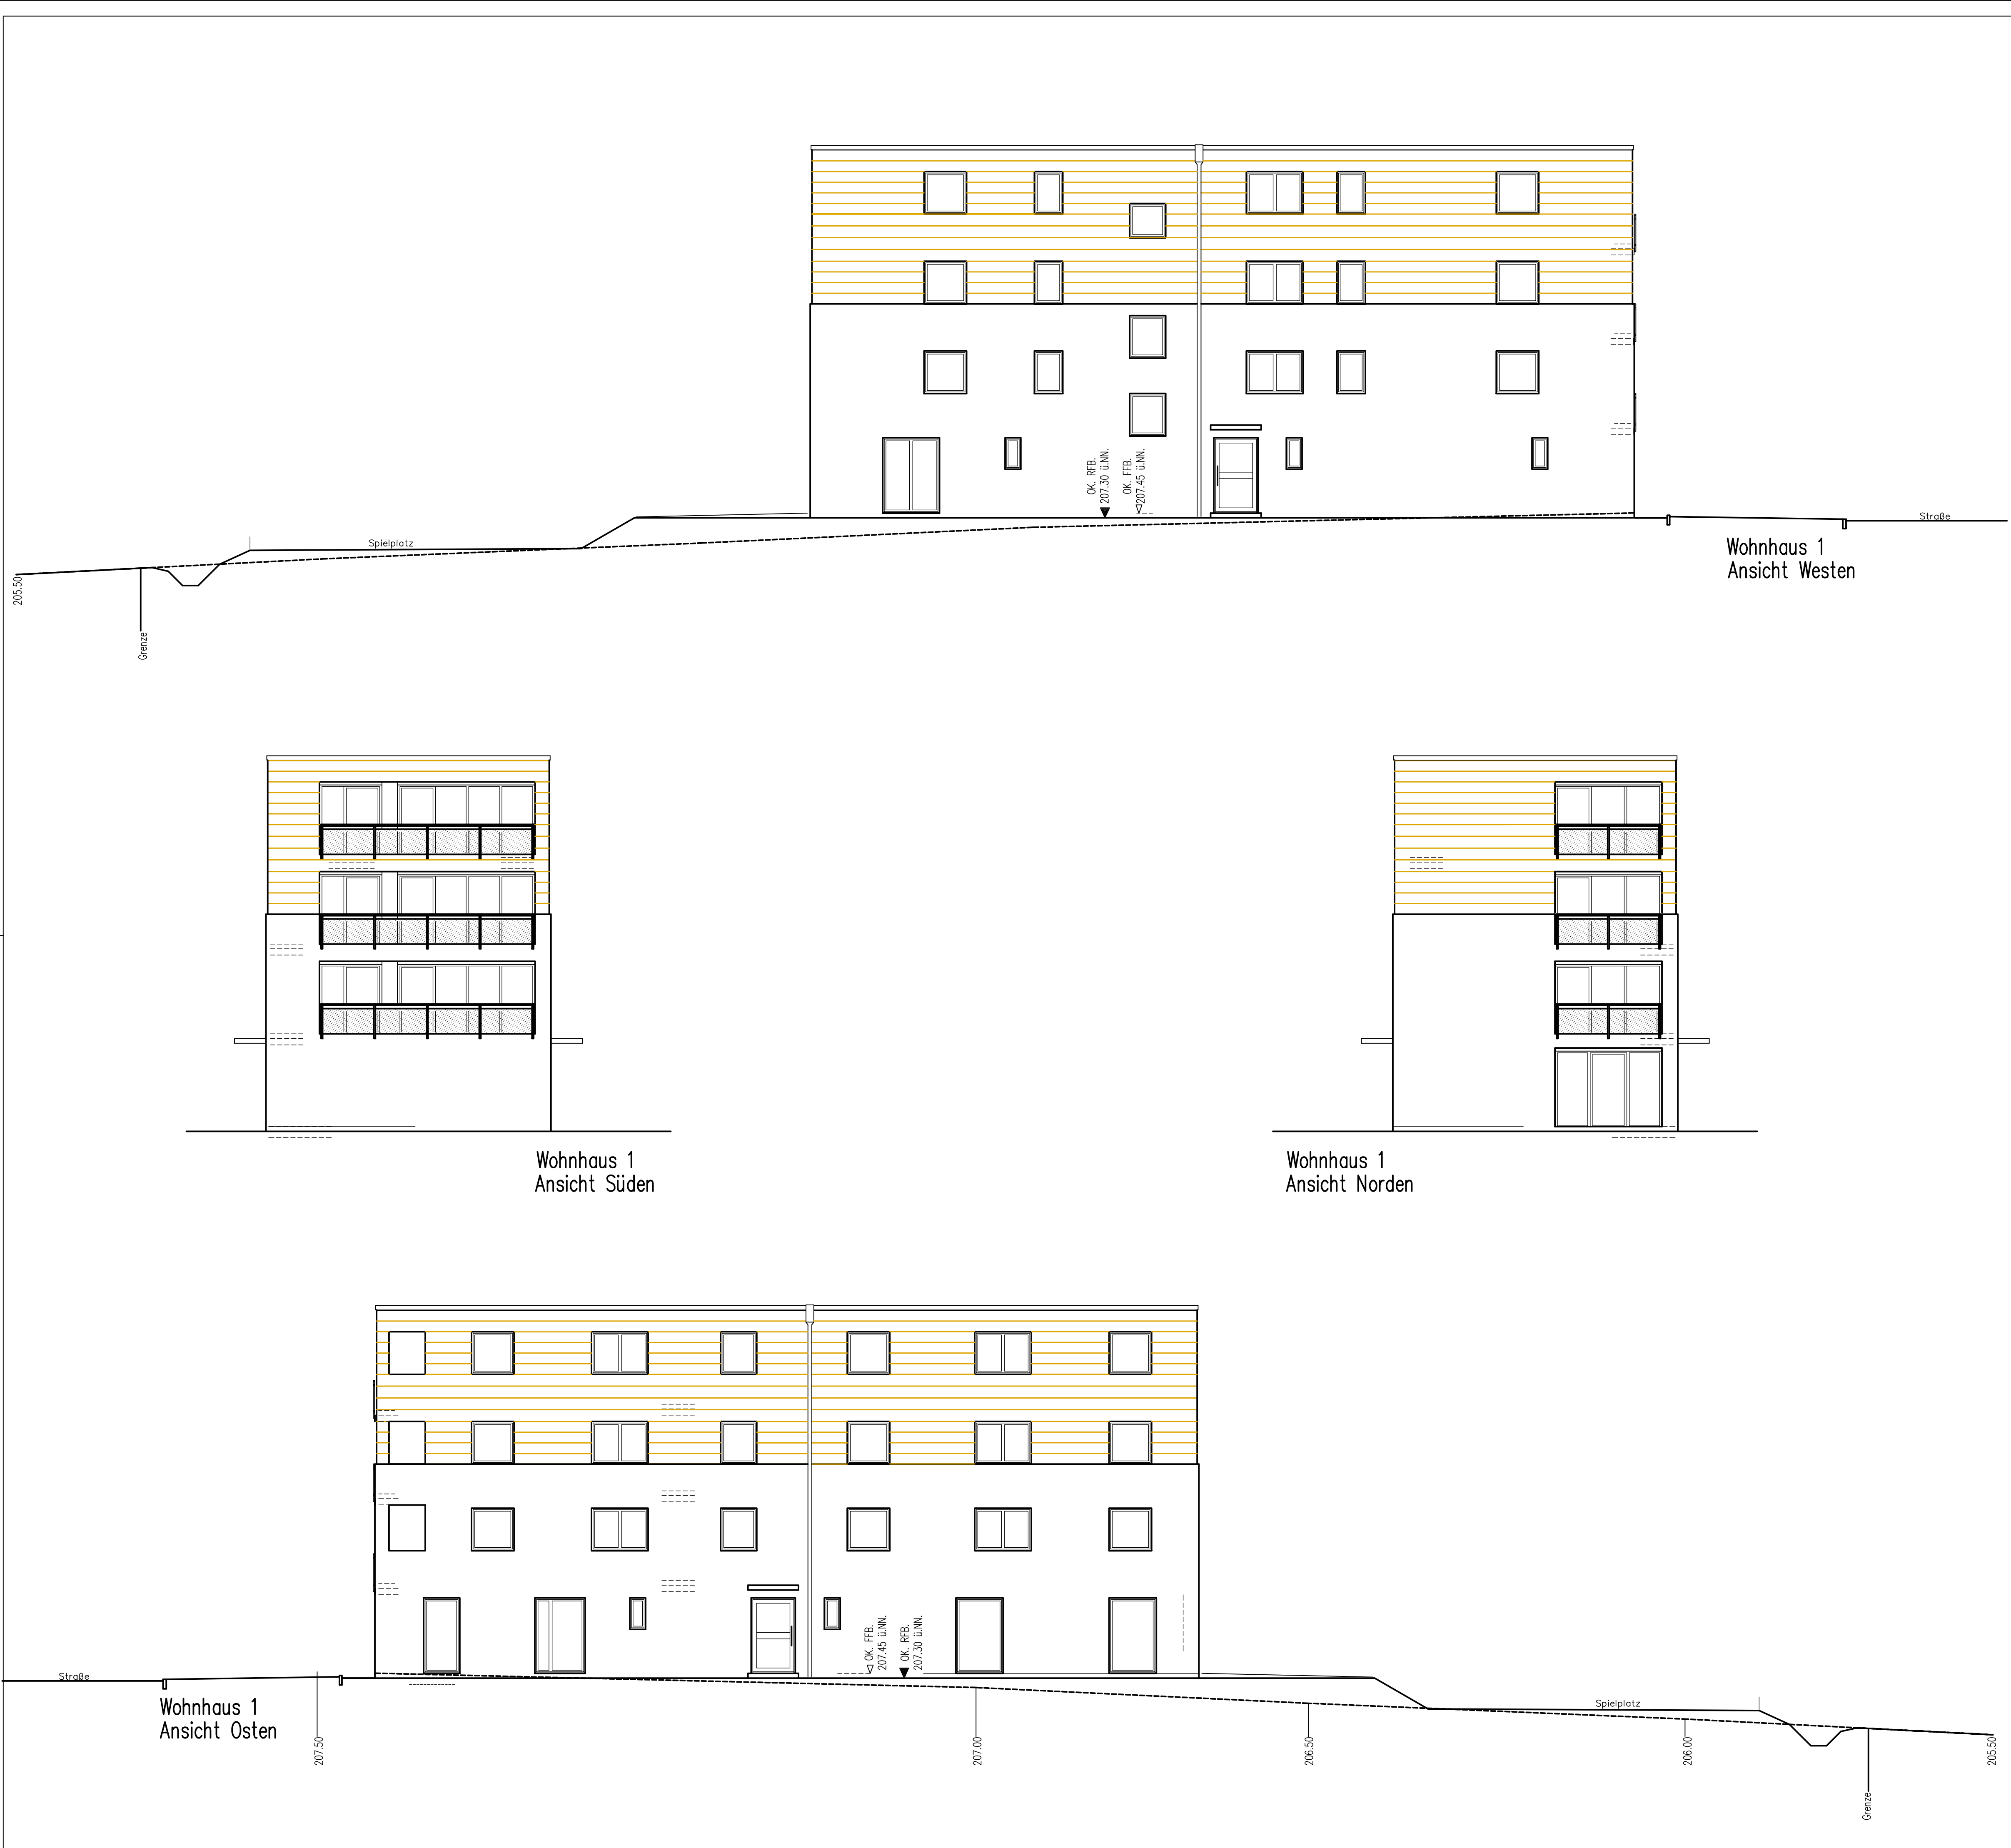 OK. RFB.
207.30 ü.NN.
OK. FFB.
207.45 ü.NN.
Straße
Spielplatz
Wohnhaus 1
Ansicht Westen
205.50
Grenze
Wohnhaus 1
Ansicht Süden
Wohnhaus 1
Ansicht Norden
OK. FFB.
207.45 ü.NN.
OK. RFB.
207.30 ü.NN.
Straße
Wohnhaus 1
Ansicht Osten
Spielplatz
207.50
207.00
206.50
206.00
205.50
Grenze